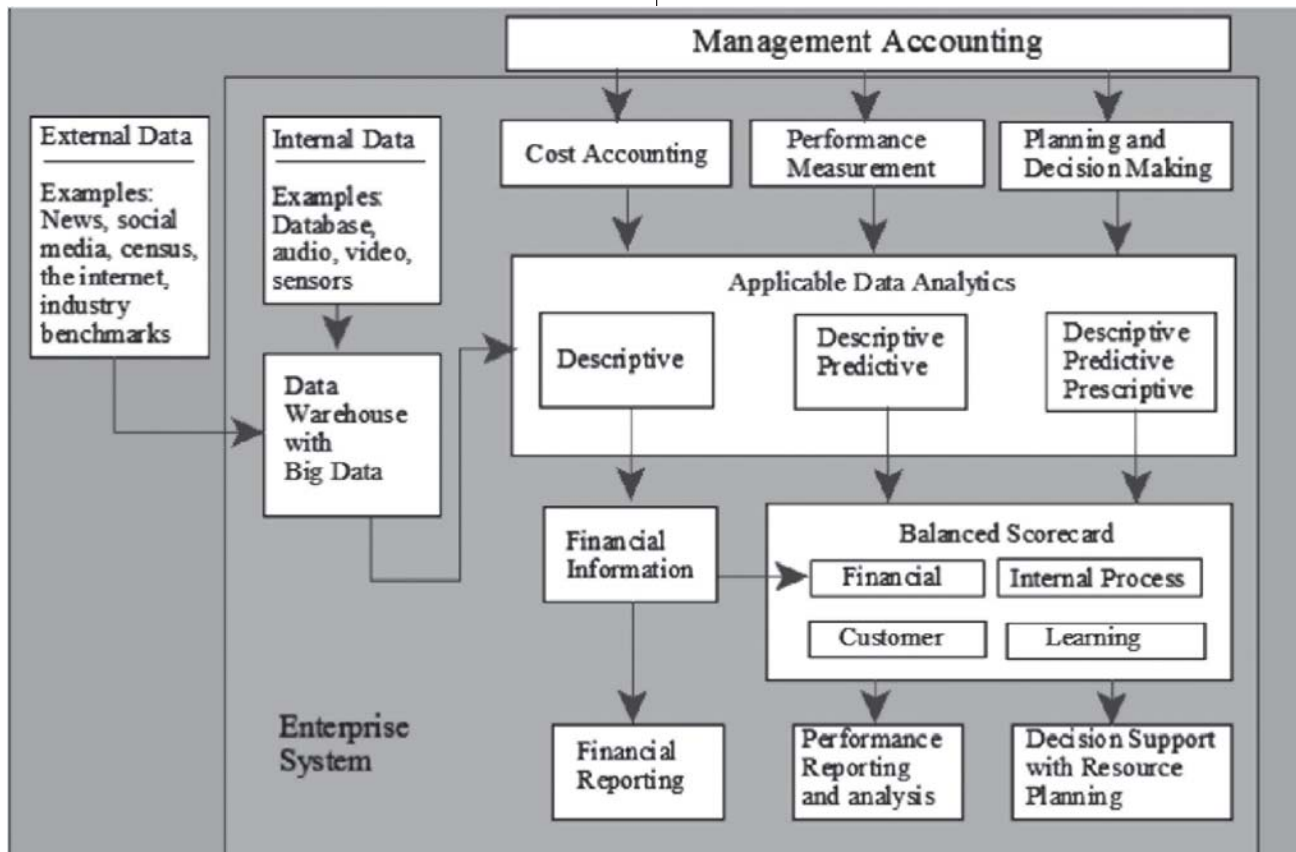 Management Accounting
External Data
Examples:
News, social
media, census,
the internet,
industry
benchmarks
Internal Data
Examples:
Database,
audio, video,
sensors
Cost Accounting
Performance
Measurement
Planning and
Decision Making
Applicable Data Analytics
Descriptive
Descriptive
Predictive
Descriptive
Predictive
Prescriptive
Data
Warehouse
with
Big Data
Financial
Information
Balanced Scorecard
Financial
Internal Process
Customer
Learning
Enterprise
System
Financial
Reporting
Performance
Reporting
and analysis
Decision Support
with Resource
Planning